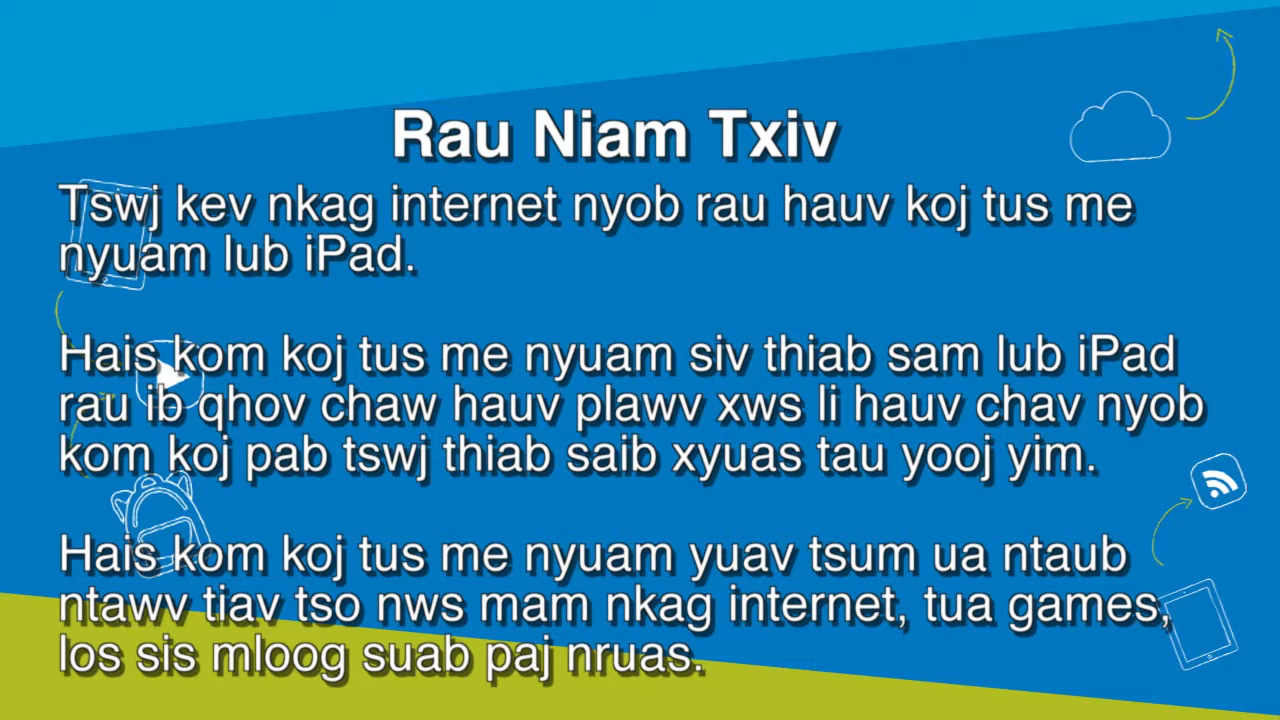 Rau Niam Txiv
Tswj kev nkag internet nyob rau hauv koj tus me
nyuam lub iPad.
Hais kom koj tus me nyuam siv thiab sam lub iPad
rau ib qhov chaw hauv plawv xws li hauv chav nyob
kom koj pab tswj thiab saib xyuas tau yooj yim.
Hais kom koj tus me nyuam yuav tsum ua ntaub
ntawv tiav tso nws mam nkag internet, tua games,
los sis mloog suab paj nruas.